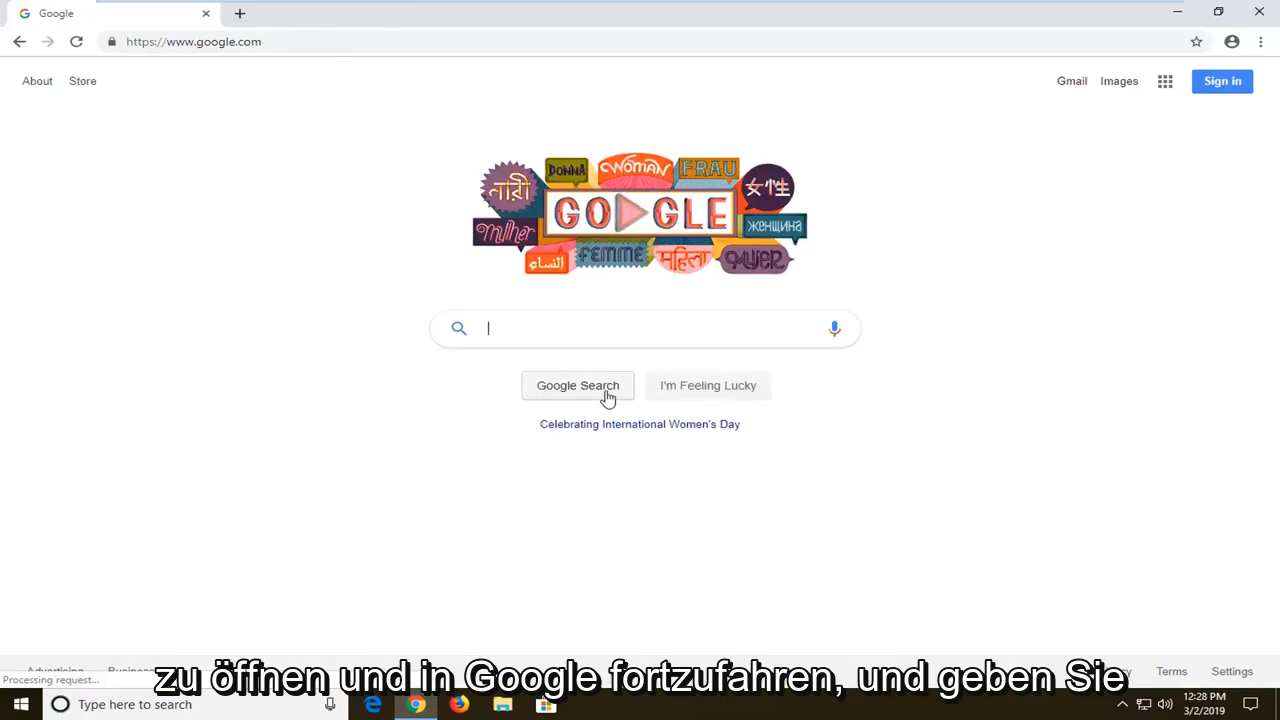 Google
https://www.google.com
About Store
Gmail Images Sign in
DONNA WOMAN FRAU
নারী 女性
GO GLE
Mulher женщина
النساء FEMME महिला MUJER
Google Search I'm Feeling Lucky
Celebrating International Women's Day
Terms Settings
Processing request...
zu öffnen und in Google fortzufahren, und geben Sie
Type here to search
12:28 PM
3/2/2019